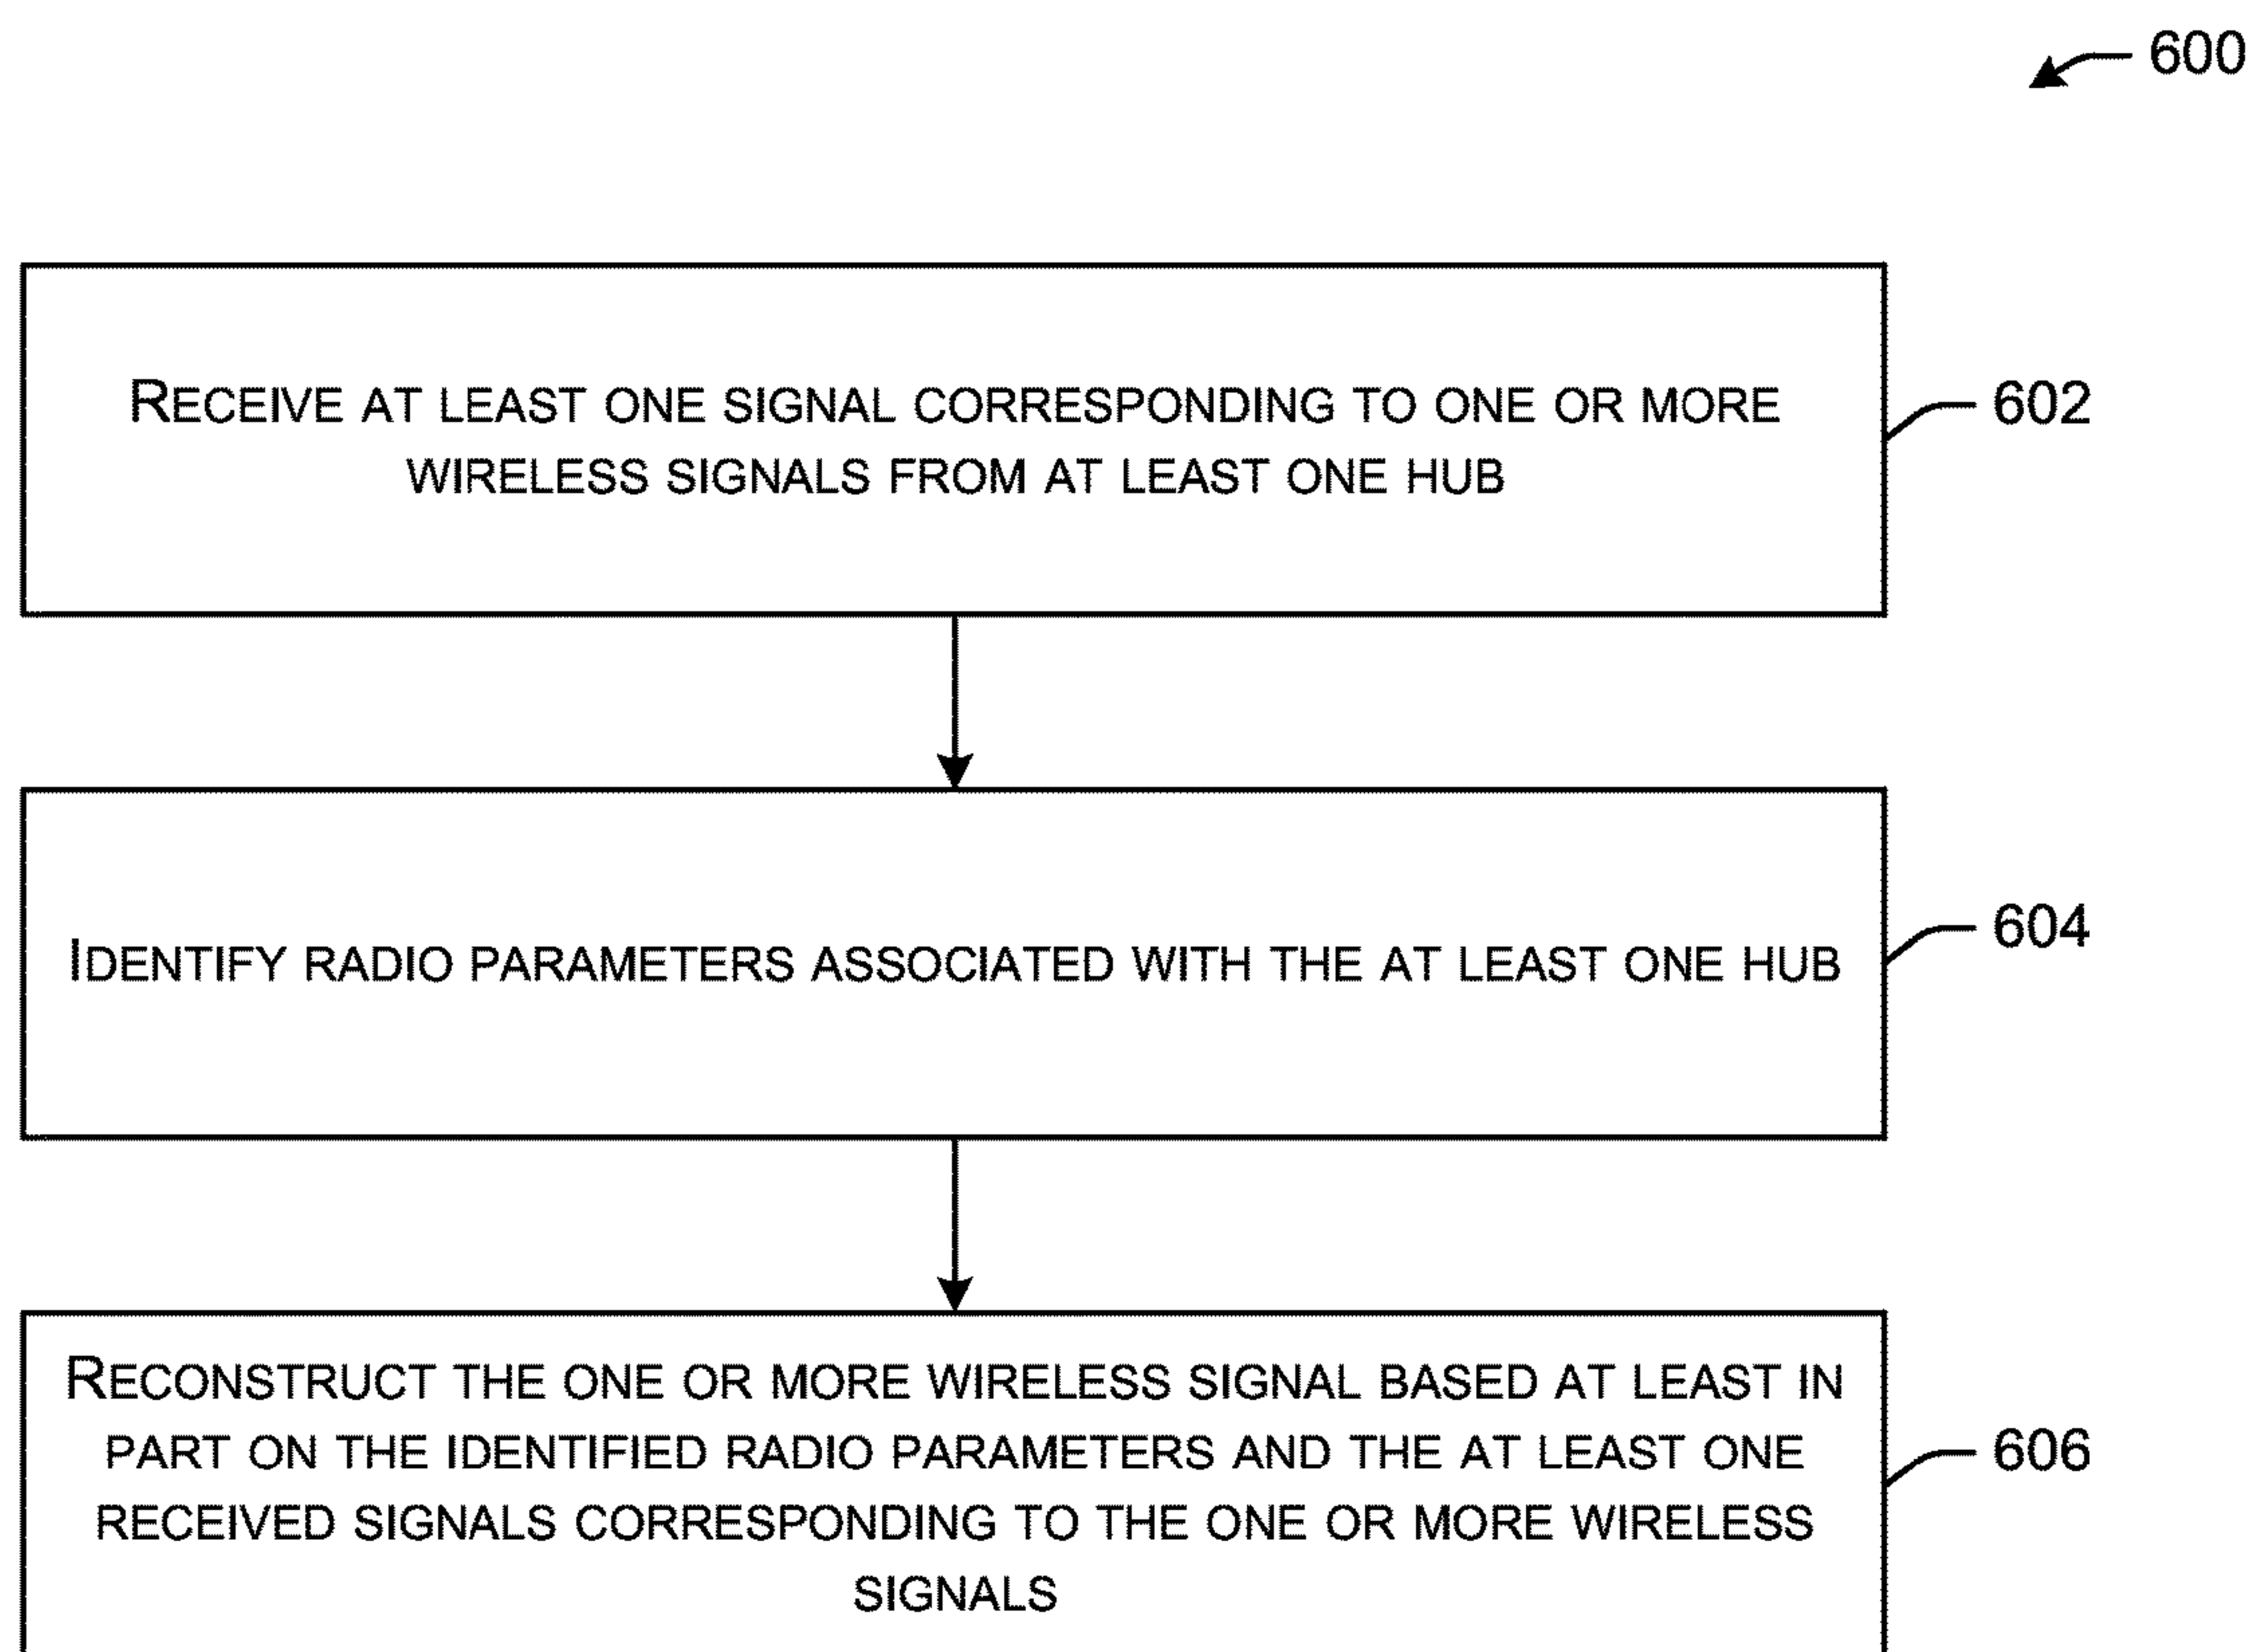 600
RECEIVE AT LEAST ONE SIGNAL CORRESPONDING TO ONE OR MORE
WIRELESS SIGNALS FROM AT LEAST ONE HUB
602
IDENTIFY RADIO PARAMETERS ASSOCIATED WITH THE AT LEAST ONE HUB
604
RECONSTRUCT THE ONE OR MORE WIRELESS SIGNAL BASED AT LEAST IN
PART ON THE IDENTIFIED RADIO PARAMETERS AND THE AT LEAST ONE
RECEIVED SIGNALS CORRESPONDING TO THE ONE OR MORE WIRELESS
SIGNALS
606